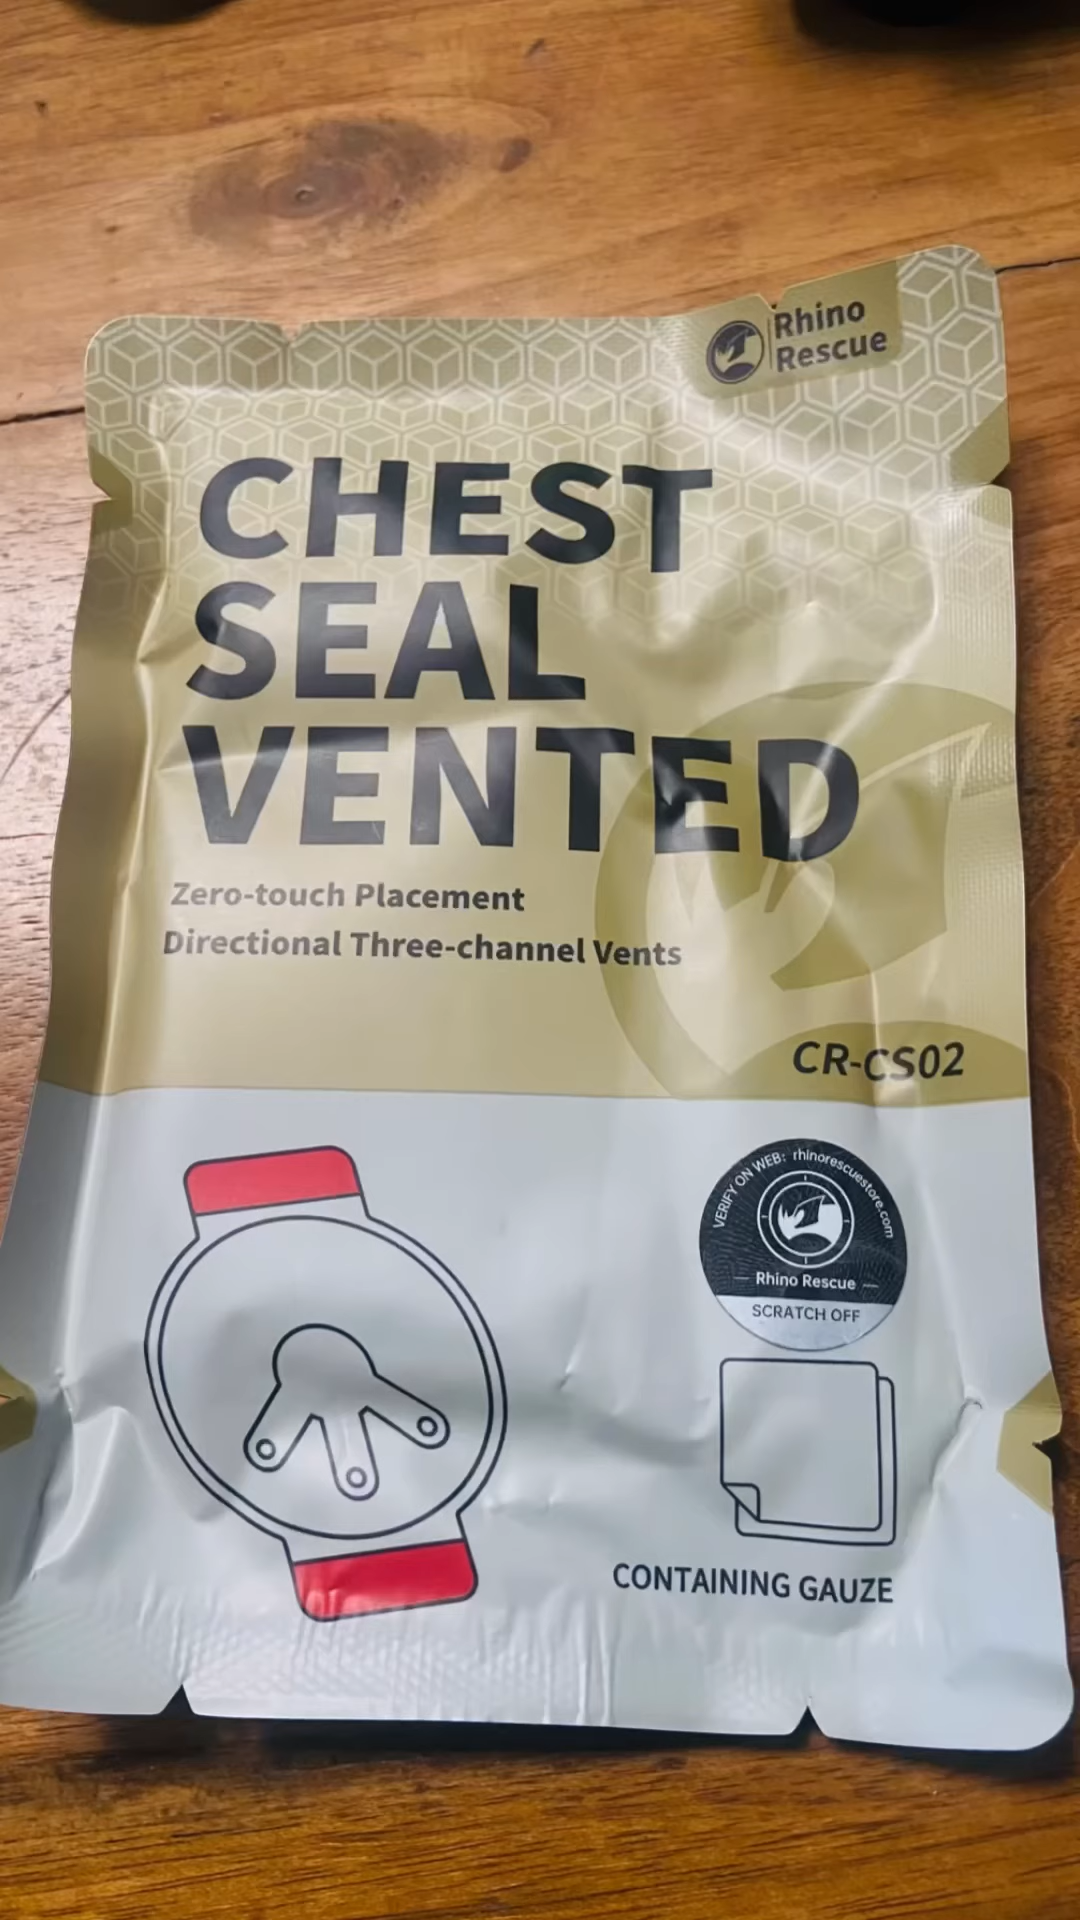 Rhino
Rescue
CHEST
SEAL
VENTED
Zero-touch Placement
Directional Three-channel Vents
CR-CS02
VERIFY ON WEB: rhinorescuestore.com
Rhino Rescue
SCRATCH OFF
CONTAINING GAUZE